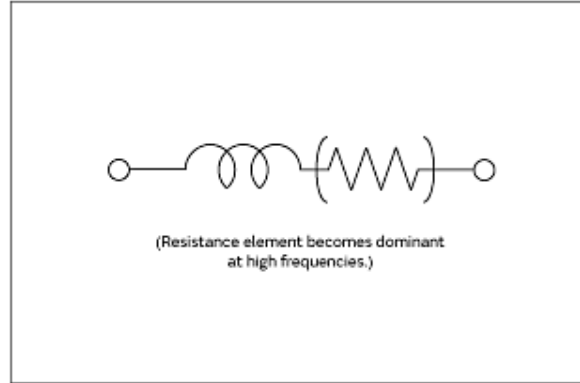 (Resistance element becomes dominant
at high frequencies.)